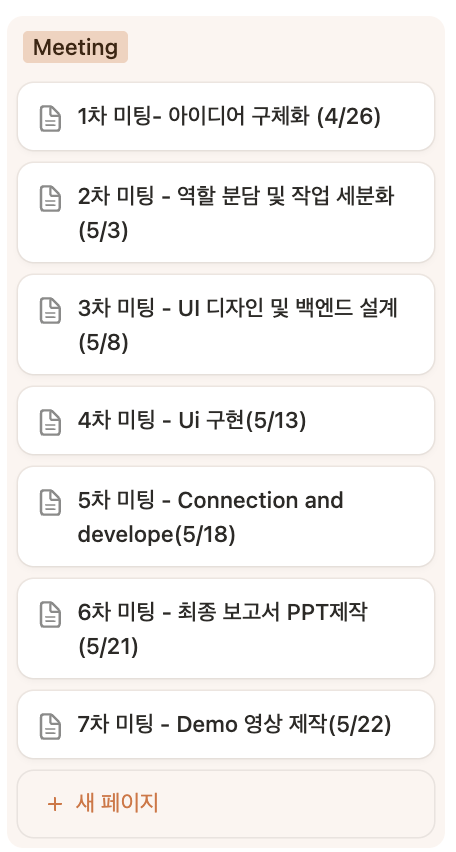 Meeting
1차 미팅- 아이디어 구체화 (4/26)
2차 미팅 - 역할 분담 및 작업 세분화
(5/3)
3차 미팅 - UI 디자인 및 백엔드 설계
(5/8)
4차 미팅 - Ui 구현(5/13)
5차 미팅 - Connection and
develope(5/18)
6차 미팅 - 최종 보고서 PPT제작
(5/21)
7차 미팅 - Demo 영상 제작(5/22)
+ 새 페이지